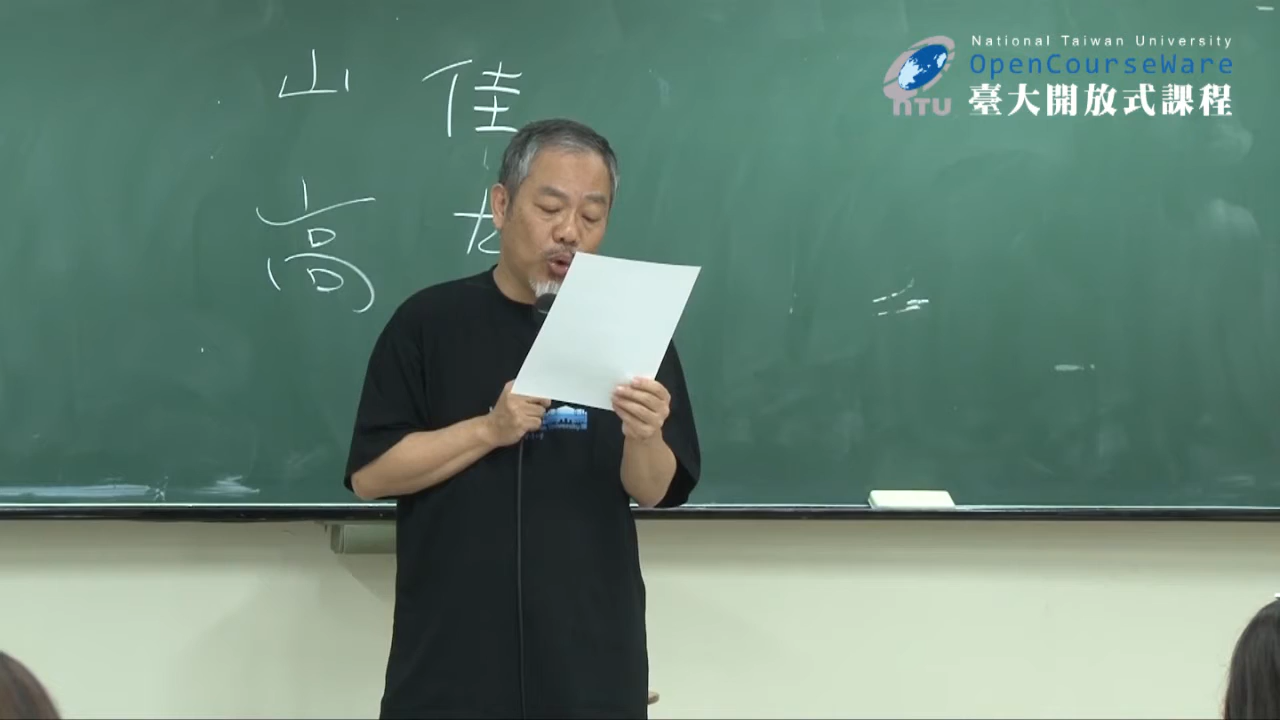 National Taiwan University
OpenCourseWare
nTU 臺大開放式課程
山 佳
高